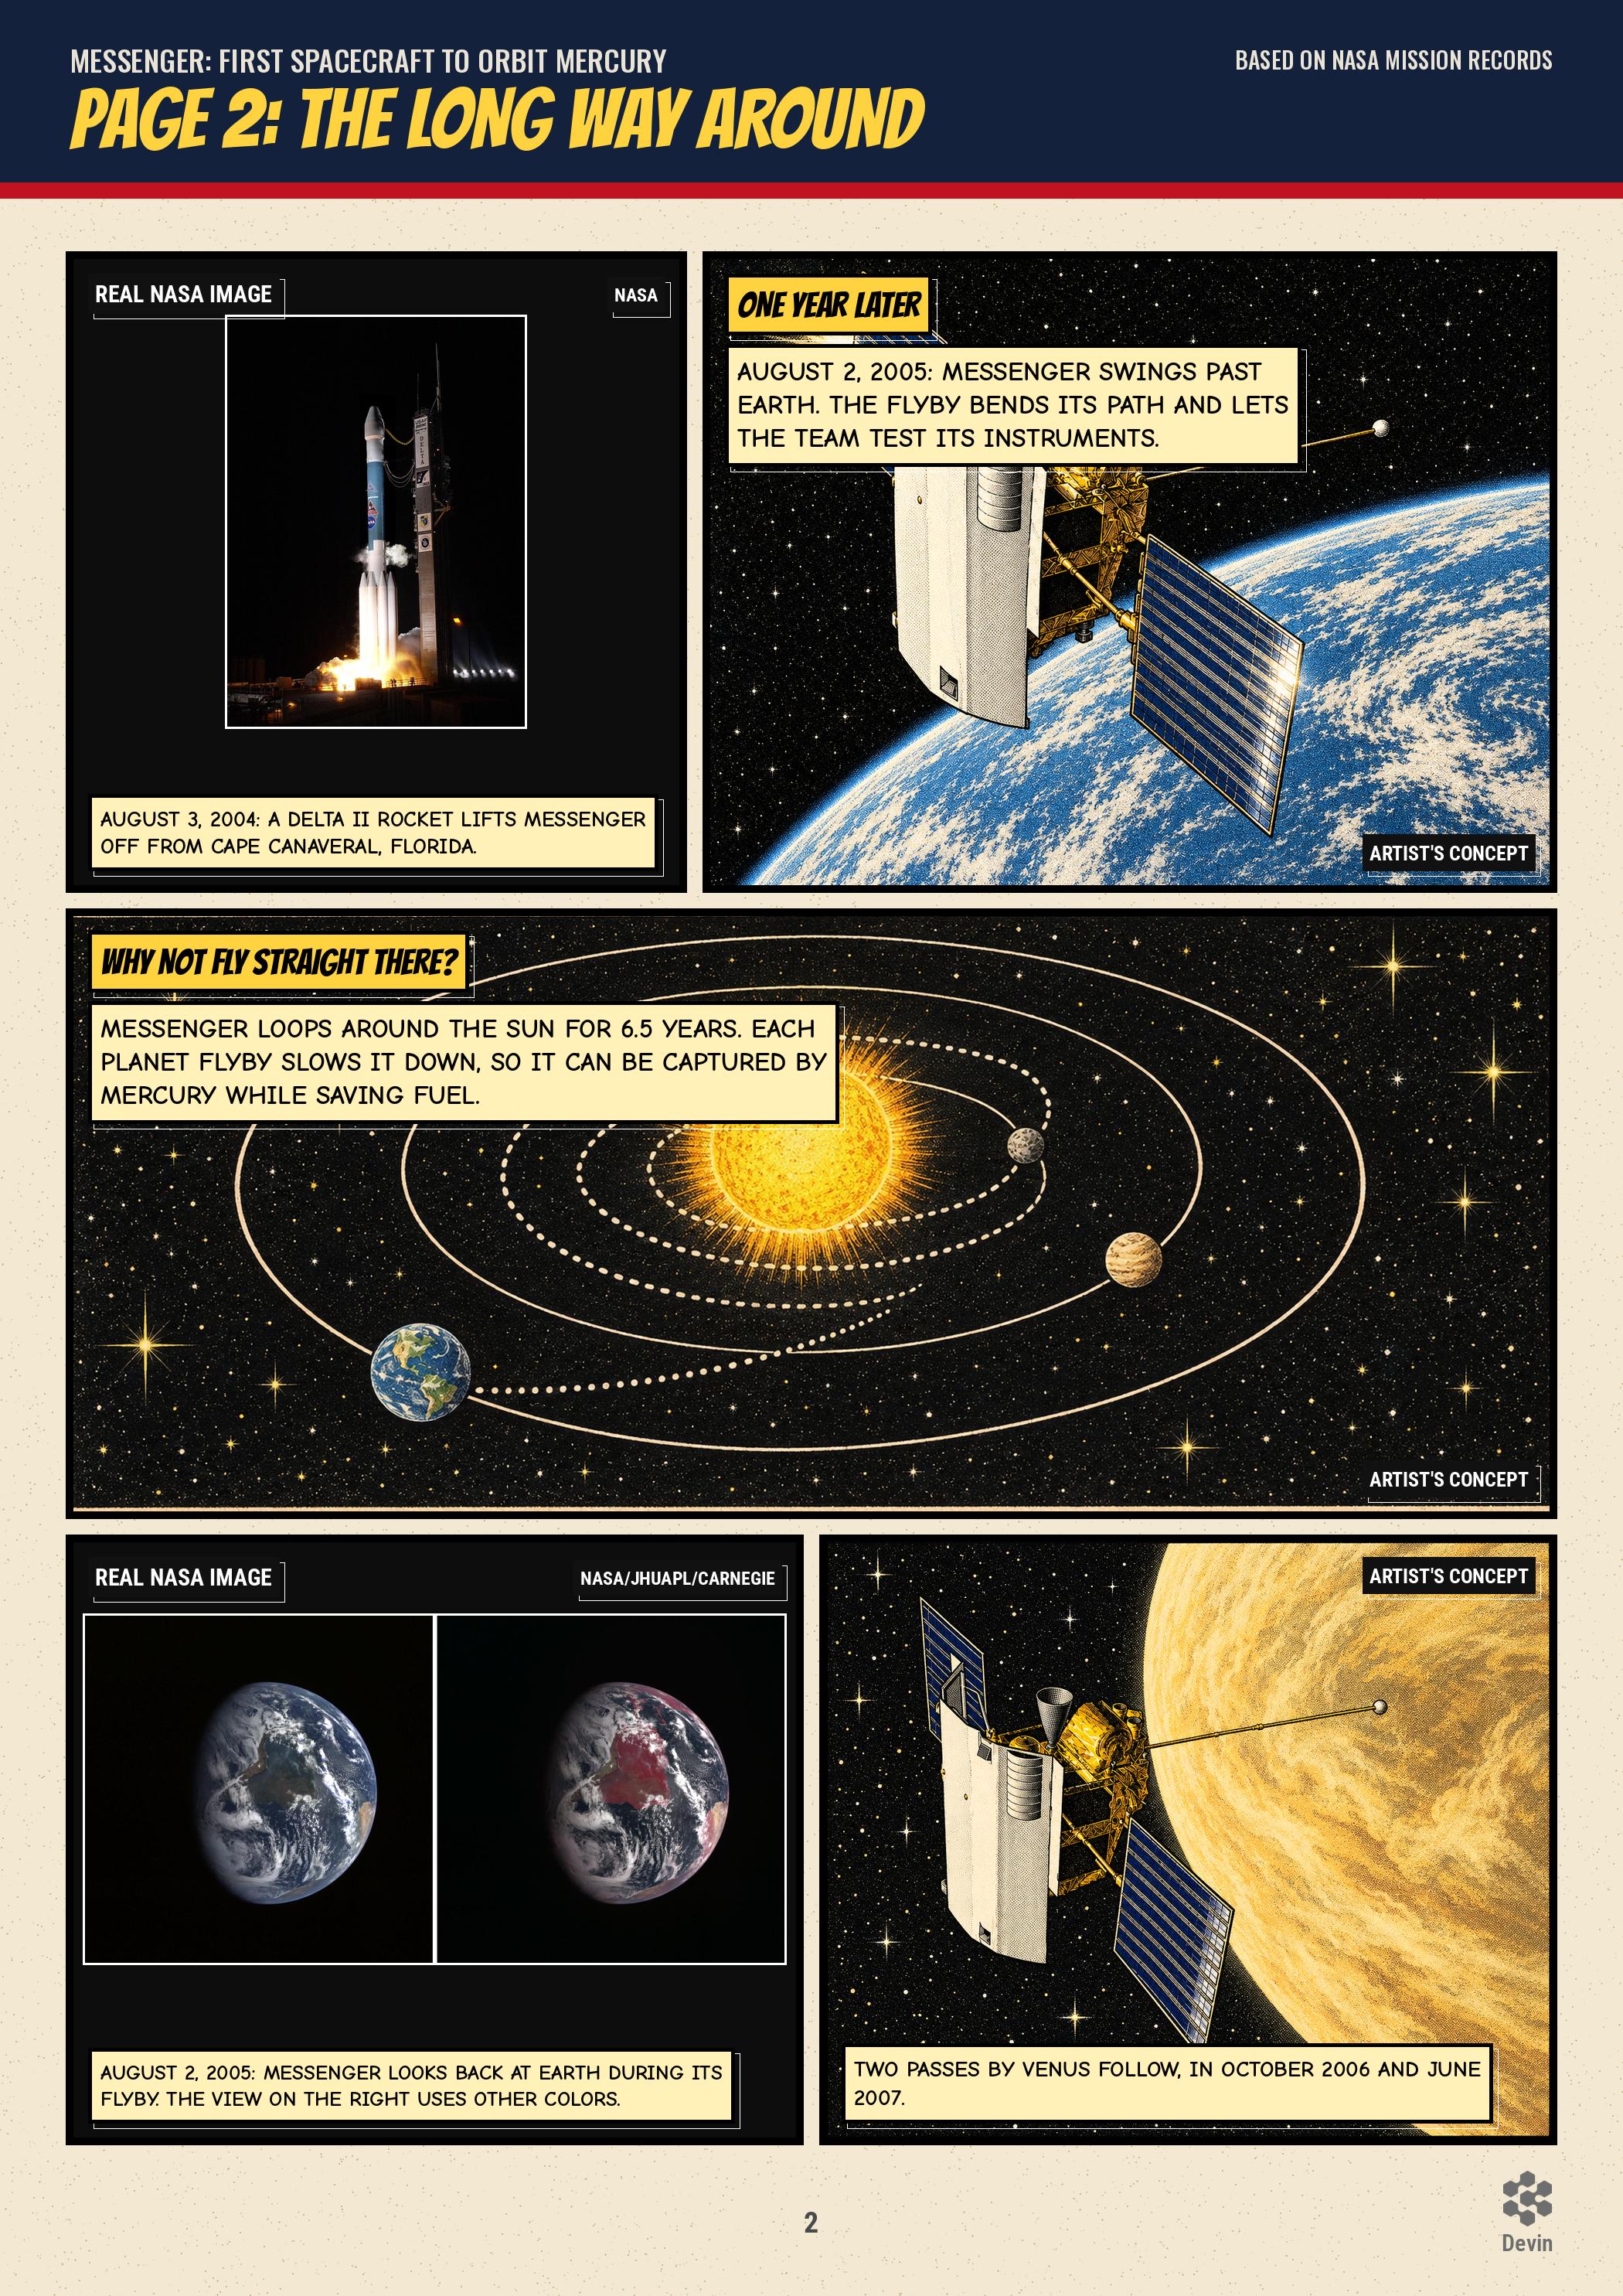 MESSENGER: FIRST SPACECRAFT TO ORBIT MERCURY
BASED ON NASA MISSION RECORDS
PAGE 2: THE LONG WAY AROUND
REAL NASA IMAGE
NASA
DELTA
AUGUST 3, 2004: A DELTA II ROCKET LIFTS MESSENGER
OFF FROM CAPE CANAVERAL, FLORIDA.
ONE YEAR LATER
AUGUST 2, 2005: MESSENGER SWINGS PAST
EARTH. THE FLYBY BENDS ITS PATH AND LETS
THE TEAM TEST ITS INSTRUMENTS.
ARTIST'S CONCEPT
WHY NOT FLY STRAIGHT THERE?
MESSENGER LOOPS AROUND THE SUN FOR 6.5 YEARS. EACH
PLANET FLYBY SLOWS IT DOWN, SO IT CAN BE CAPTURED BY
MERCURY WHILE SAVING FUEL.
ARTIST'S CONCEPT
REAL NASA IMAGE
NASA/JHUAPL/CARNEGIE
AUGUST 2, 2005: MESSENGER LOOKS BACK AT EARTH DURING ITS
FLYBY. THE VIEW ON THE RIGHT USES OTHER COLORS.
ARTIST'S CONCEPT
TWO PASSES BY VENUS FOLLOW, IN OCTOBER 2006 AND JUNE
2007.
2
Devin